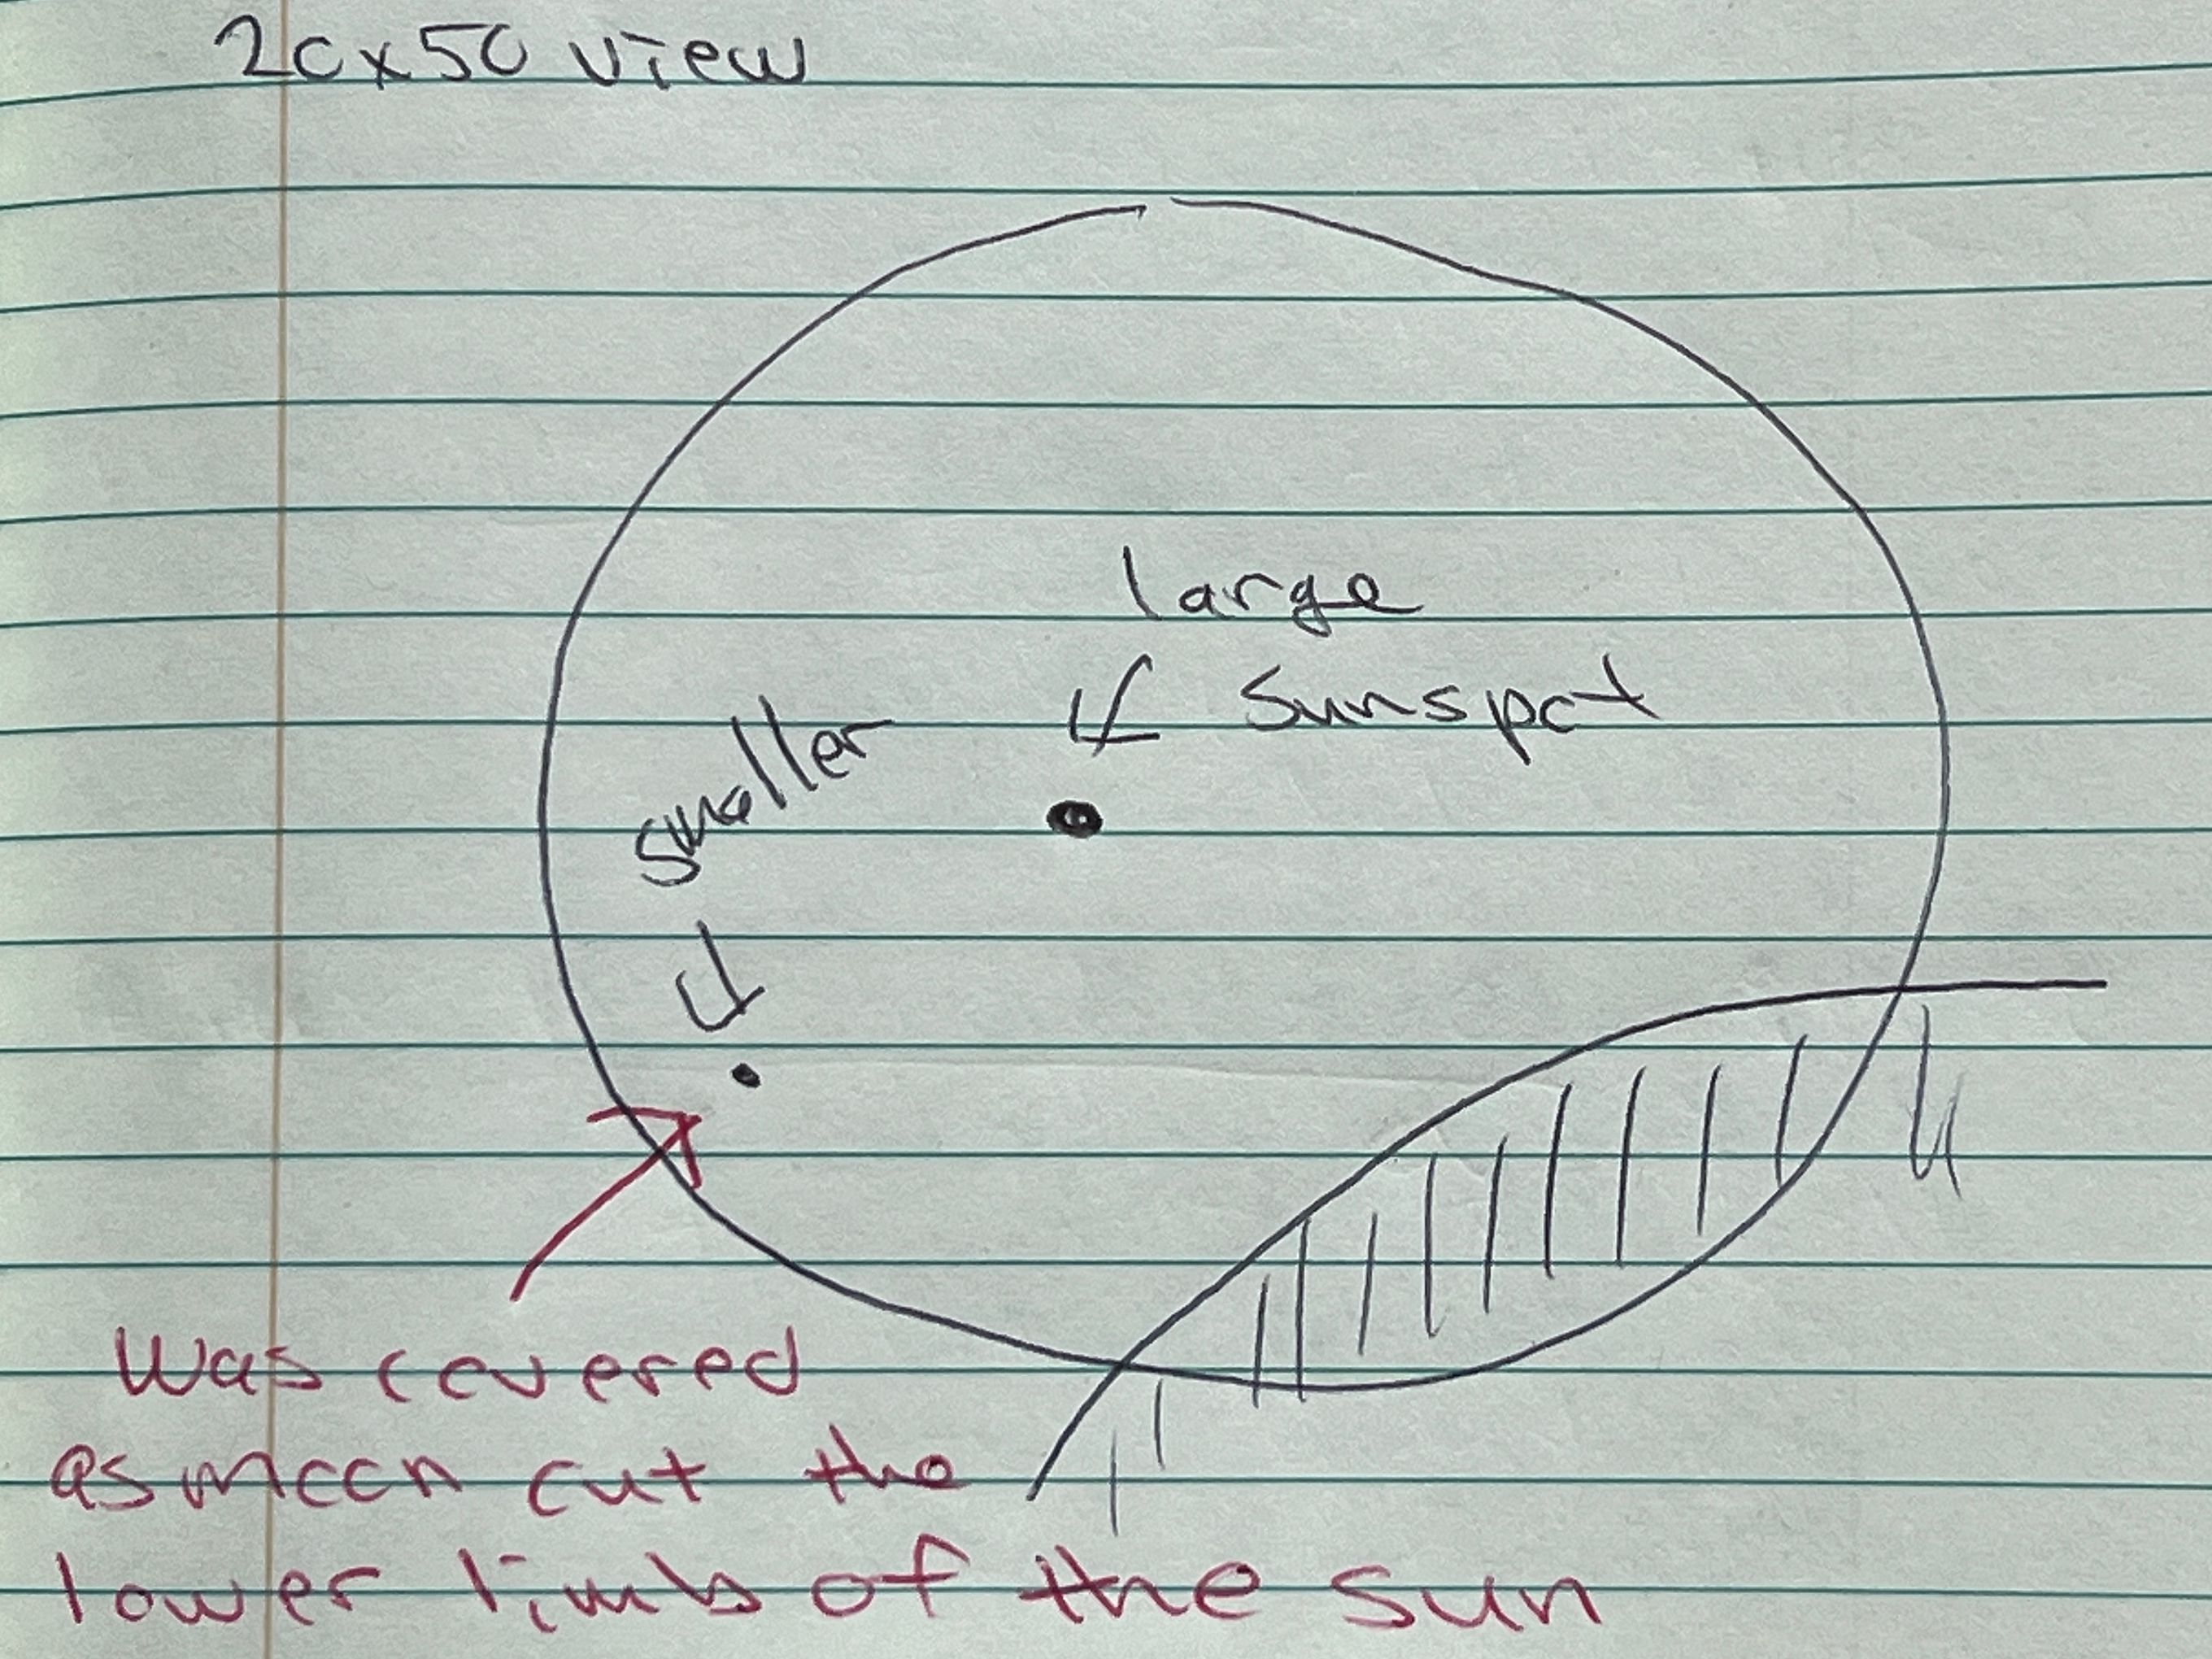 20x50 view
large
sunspot
smaller
Was covered
as moon cut the
lower limb of the sun